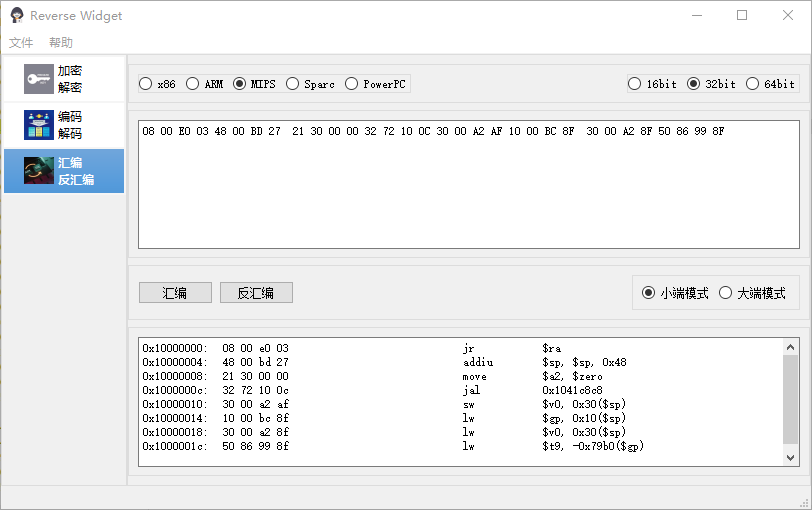 Reverse Widget
文件 帮助
加密
解密
编码
解码
汇编
反汇编
x86 ARM MIPS Sparc PowerPC 16bit 32bit 64bit
08 00 E0 03 48 00 BD 27  21 30 00 00 32 72 10 0C 30 00 A2 AF 10 00 BC 8F  30 00 A2 8F 50 86 99 8F
汇编 反汇编 小端模式 大端模式
0x10000000: 08 00 e0 03 jr $ra
0x10000004: 48 00 bd 27 addiu $sp, $sp, 0x48
0x10000008: 21 30 00 00 move $a2, $zero
0x1000000c: 32 72 10 0c jal 0x1041c8c8
0x10000010: 30 00 a2 af sw $v0, 0x30($sp)
0x10000014: 10 00 bc 8f lw $gp, 0x10($sp)
0x10000018: 30 00 a2 8f lw $v0, 0x30($sp)
0x1000001c: 50 86 99 8f lw $t9, -0x79b0($gp)